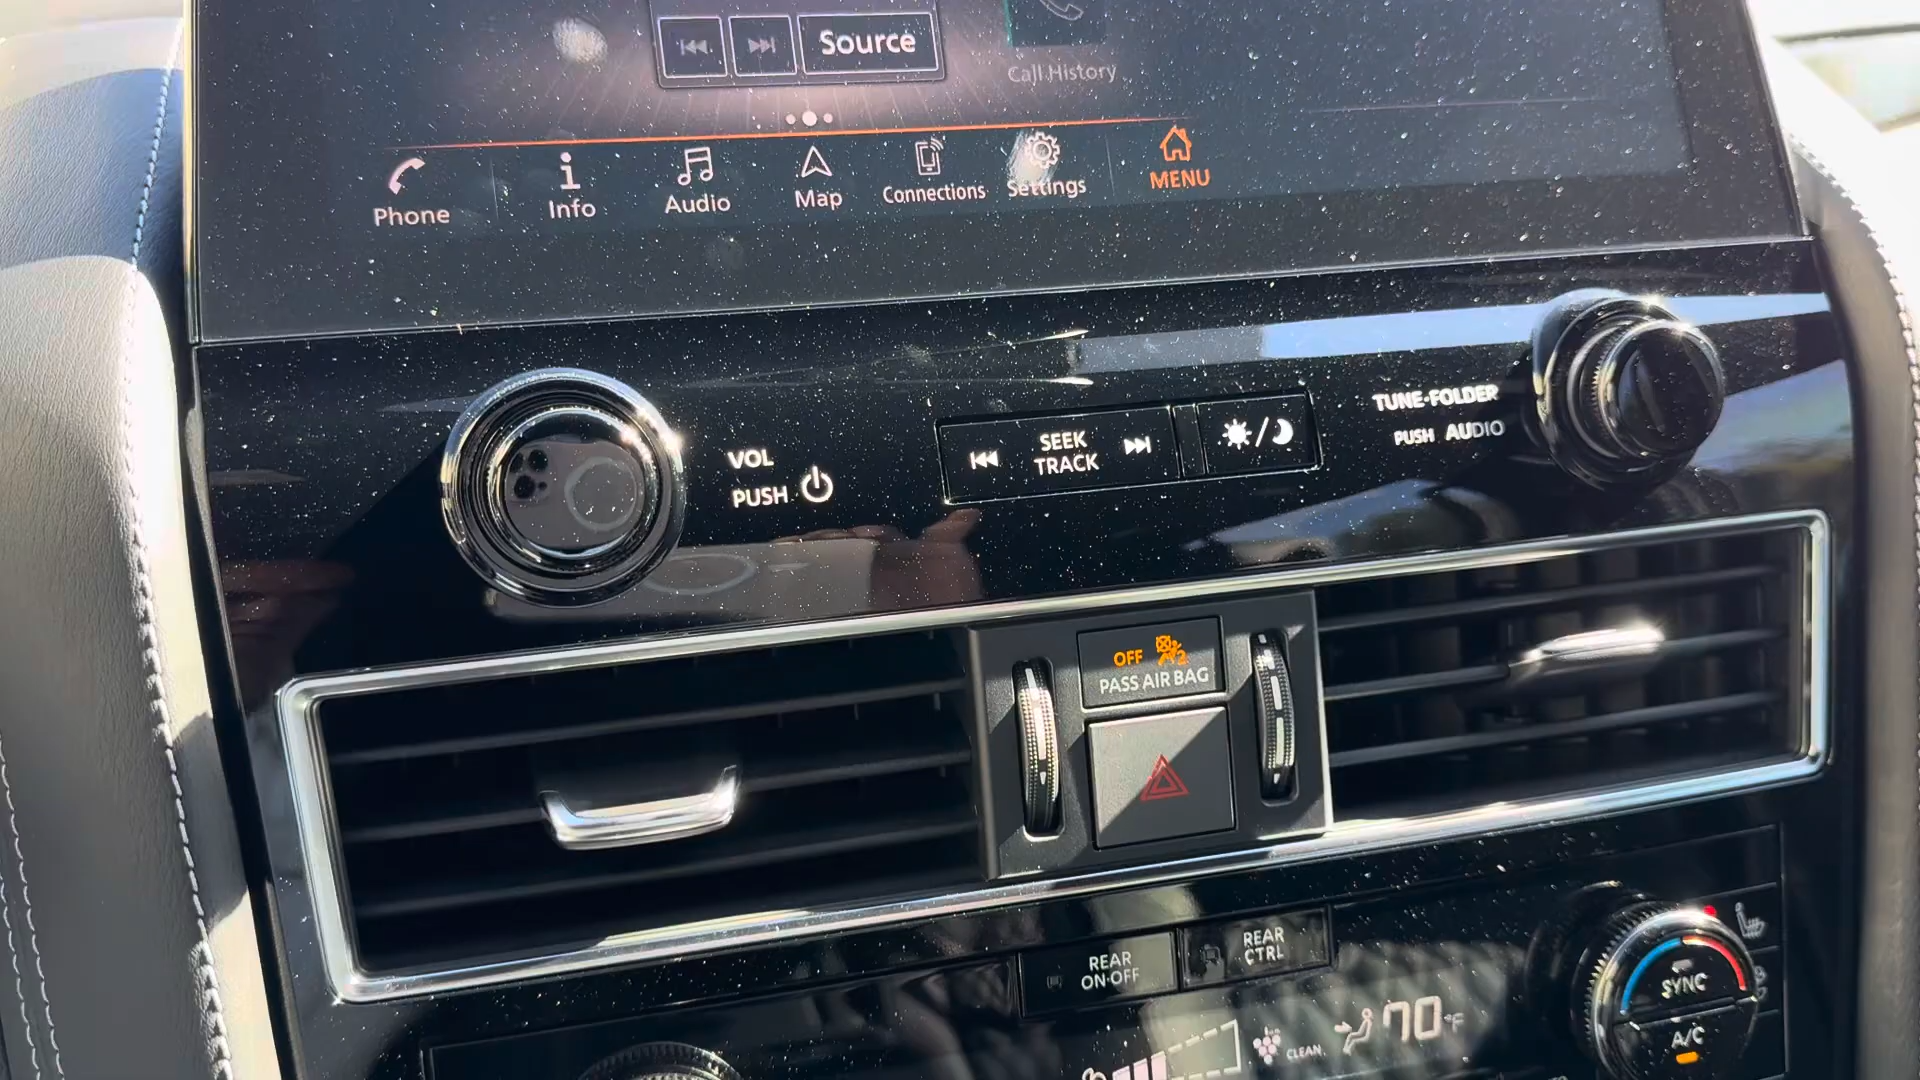 Source
Call History
Phone
Info
Audio
Map
Connections
Settings
MENU
VOL
PUSH
SEEK
TRACK
TUNE·FOLDER
PUSH AUDIO
OFF
2
PASS AIR BAG
REAR
ON·OFF
REAR
CTRL
SYNC
A/C
CLEAN
70°F